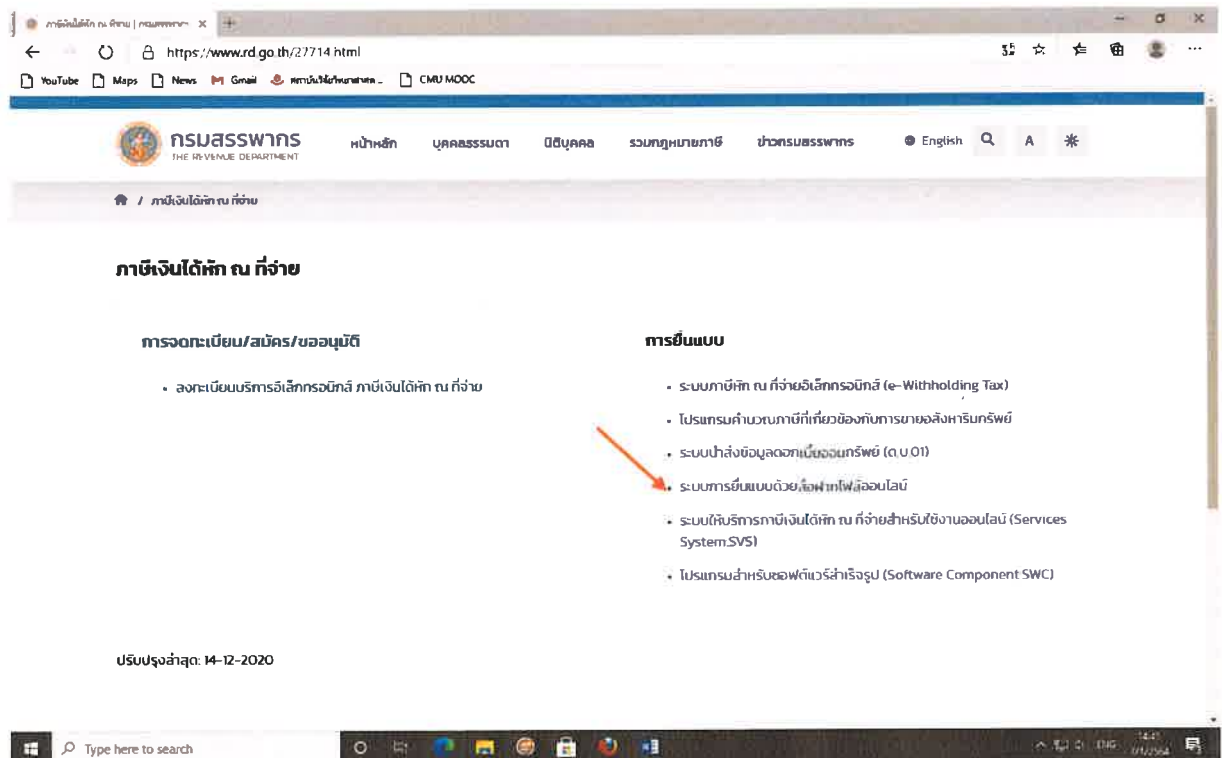 https://www.rd.go.th/27714.html
YouTube Maps News Gmail CMU MOOC
กรมสรรพากร
THE REVENUE DEPARTMENT
หน้าหลัก บุคคลธรรมดา นิติบุคคล รวมกฎหมายภาษี ข่าวกรมสรรพากร English A
/ ภาษีเงินได้หัก ณ ที่จ่าย
ภาษีเงินได้หัก ณ ที่จ่าย
การจดทะเบียน/สมัคร/ขออนุมัติ
• ลงทะเบียนบริการอิเล็กทรอนิกส์ ภาษีเงินได้หัก ณ ที่จ่าย
การยื่นแบบ
• ระบบภาษีหัก ณ ที่จ่ายอิเล็กทรอนิกส์ (e-Withholding Tax)
• โปรแกรมคำนวณภาษีที่เกี่ยวข้องกับการขายอสังหาริมทรัพย์
• ระบบนำส่งข้อมูลดอกเบี้ยออมทรัพย์ (ด.บ.01)
• ระบบการยื่นแบบด้วยสื่อฝากไฟล์ออนไลน์
• ระบบให้บริการภาษีเงินได้หัก ณ ที่จ่ายสำหรับใช้งานออนไลน์ (Services
System:SVS)
• โปรแกรมสำหรับซอฟต์แวร์สำเร็จรูป (Software Component SWC)
ปรับปรุงล่าสุด: 14-12-2020
Type here to search ENG